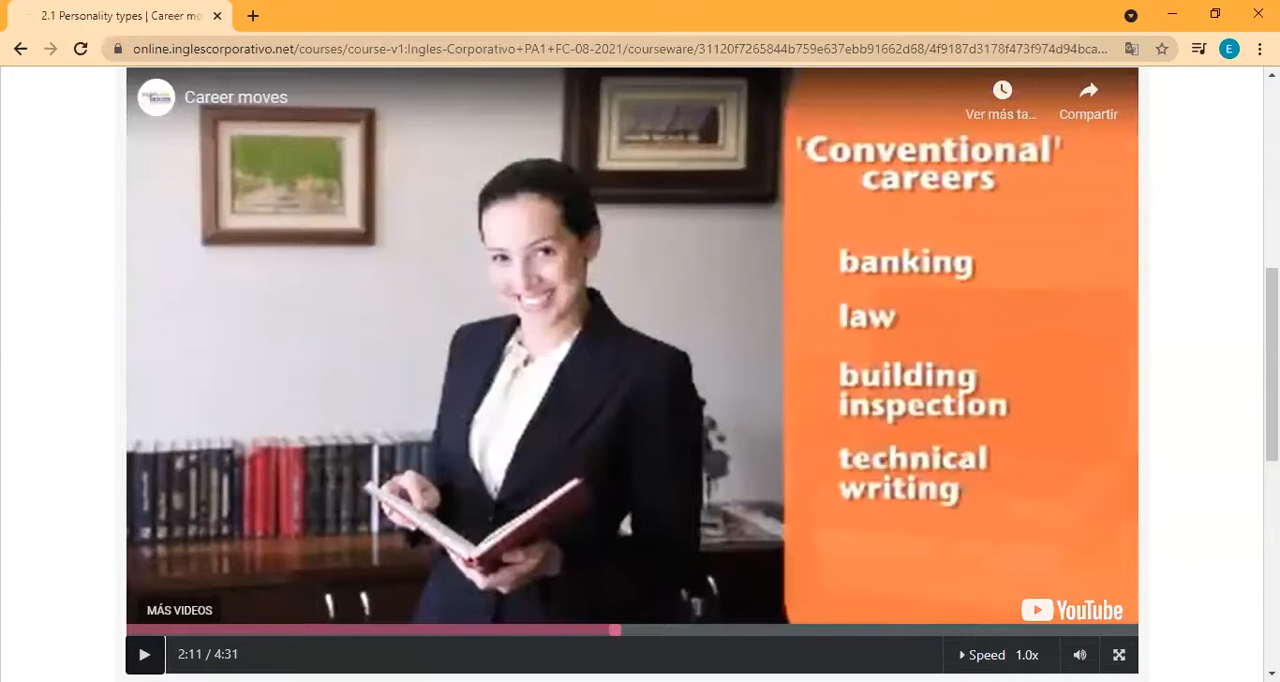 2.1 Personality types | Career mo
online.inglescorporativo.net/courses/course-v1:Ingles-Corporativo+PA1+FC-08-2021/courseware/31120f7265844b759e637ebb91662d68/4f9187d3178f473f974d94bca...
E
Career moves
Ver más ta...
Compartir
'Conventional'
careers
banking
law
building
inspection
technical
writing
MÁS VIDEOS
YouTube
2:11 / 4:31
Speed 1.0x